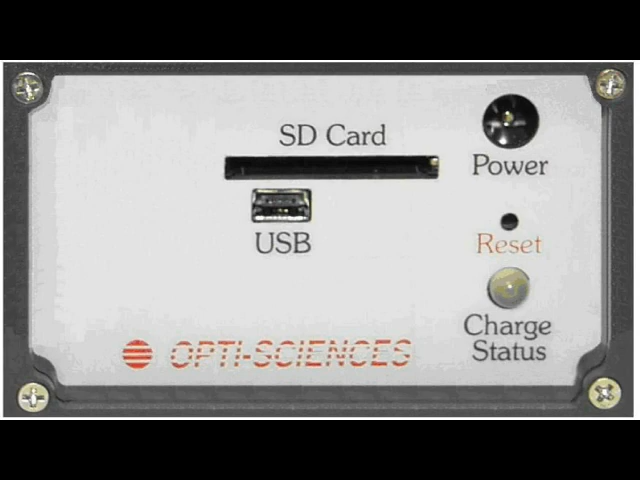 SD Card
Power
USB
Reset
Charge
Status
OPTI-SCIENCES